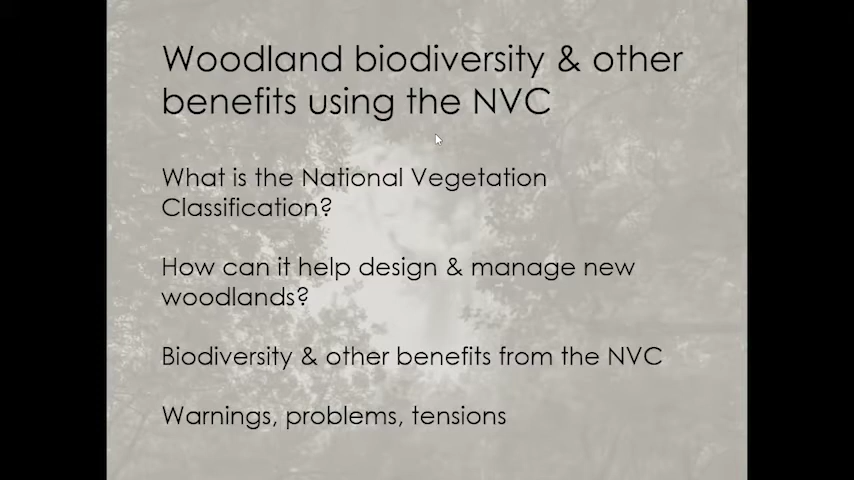 Woodland biodiversity & other
benefits using the NVC
What is the National Vegetation
Classification?
How can it help design & manage new
woodlands?
Biodiversity & other benefits from the NVC
Warnings, problems, tensions